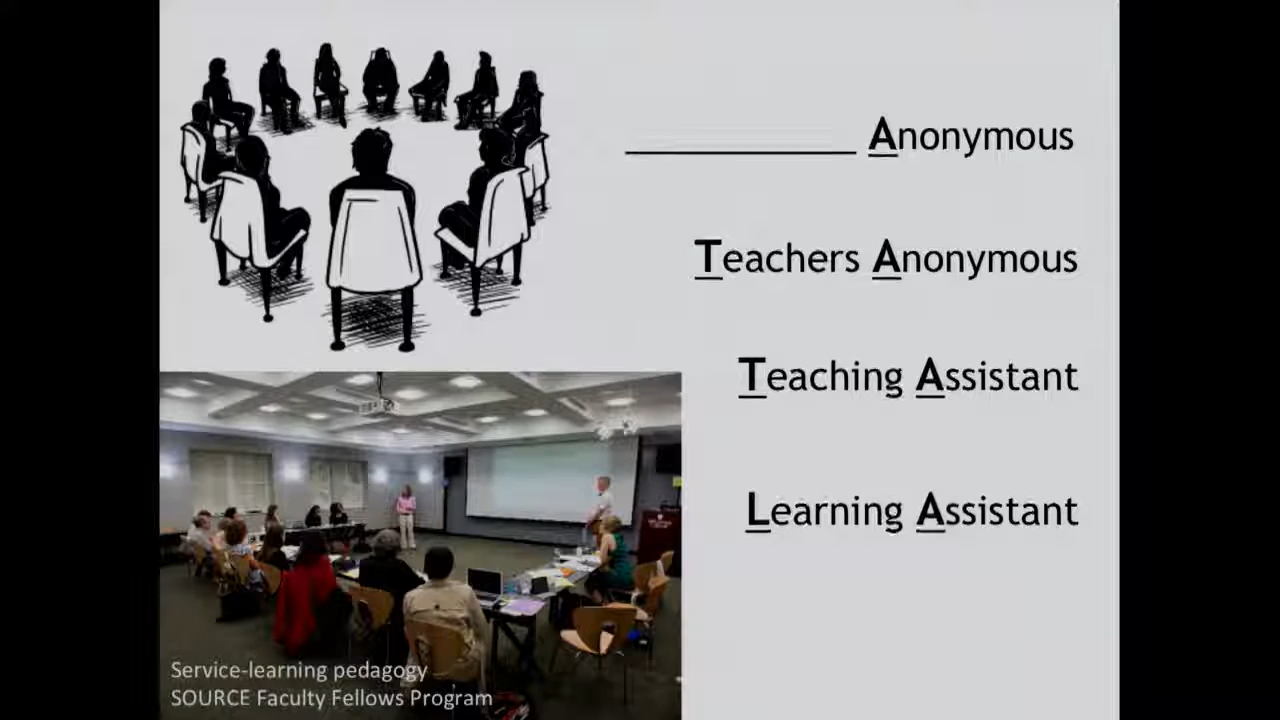 __________ Anonymous
Teachers Anonymous
Teaching Assistant
Learning Assistant
Service-learning pedagogy
SOURCE Faculty Fellows Program